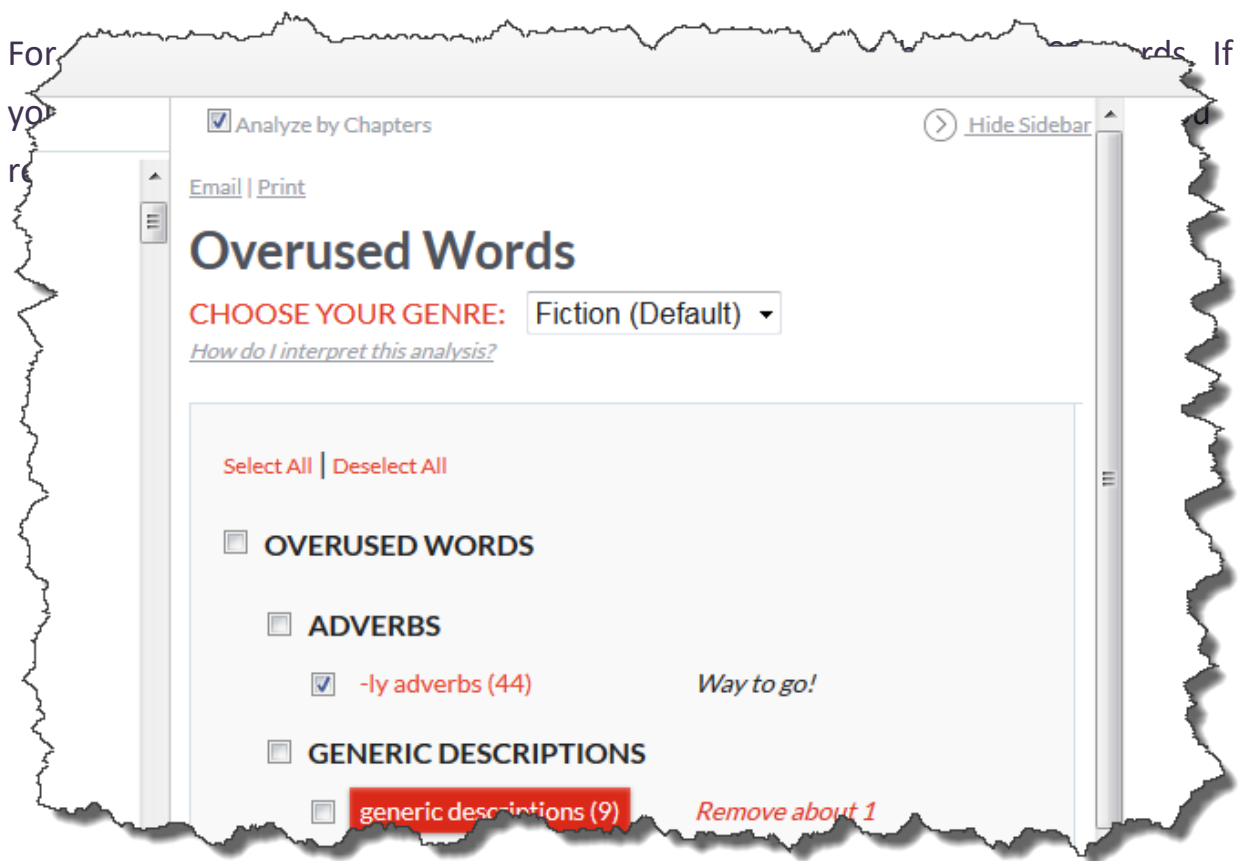 For rds. If
Analyze by Chapters Hide Sidebar
Email | Print
Overused Words
CHOOSE YOUR GENRE: Fiction (Default)
How do I interpret this analysis?
Select All | Deselect All
OVERUSED WORDS
ADVERBS
-ly adverbs (44) Way to go!
GENERIC DESCRIPTIONS
generic descriptions (9) Remove about 1